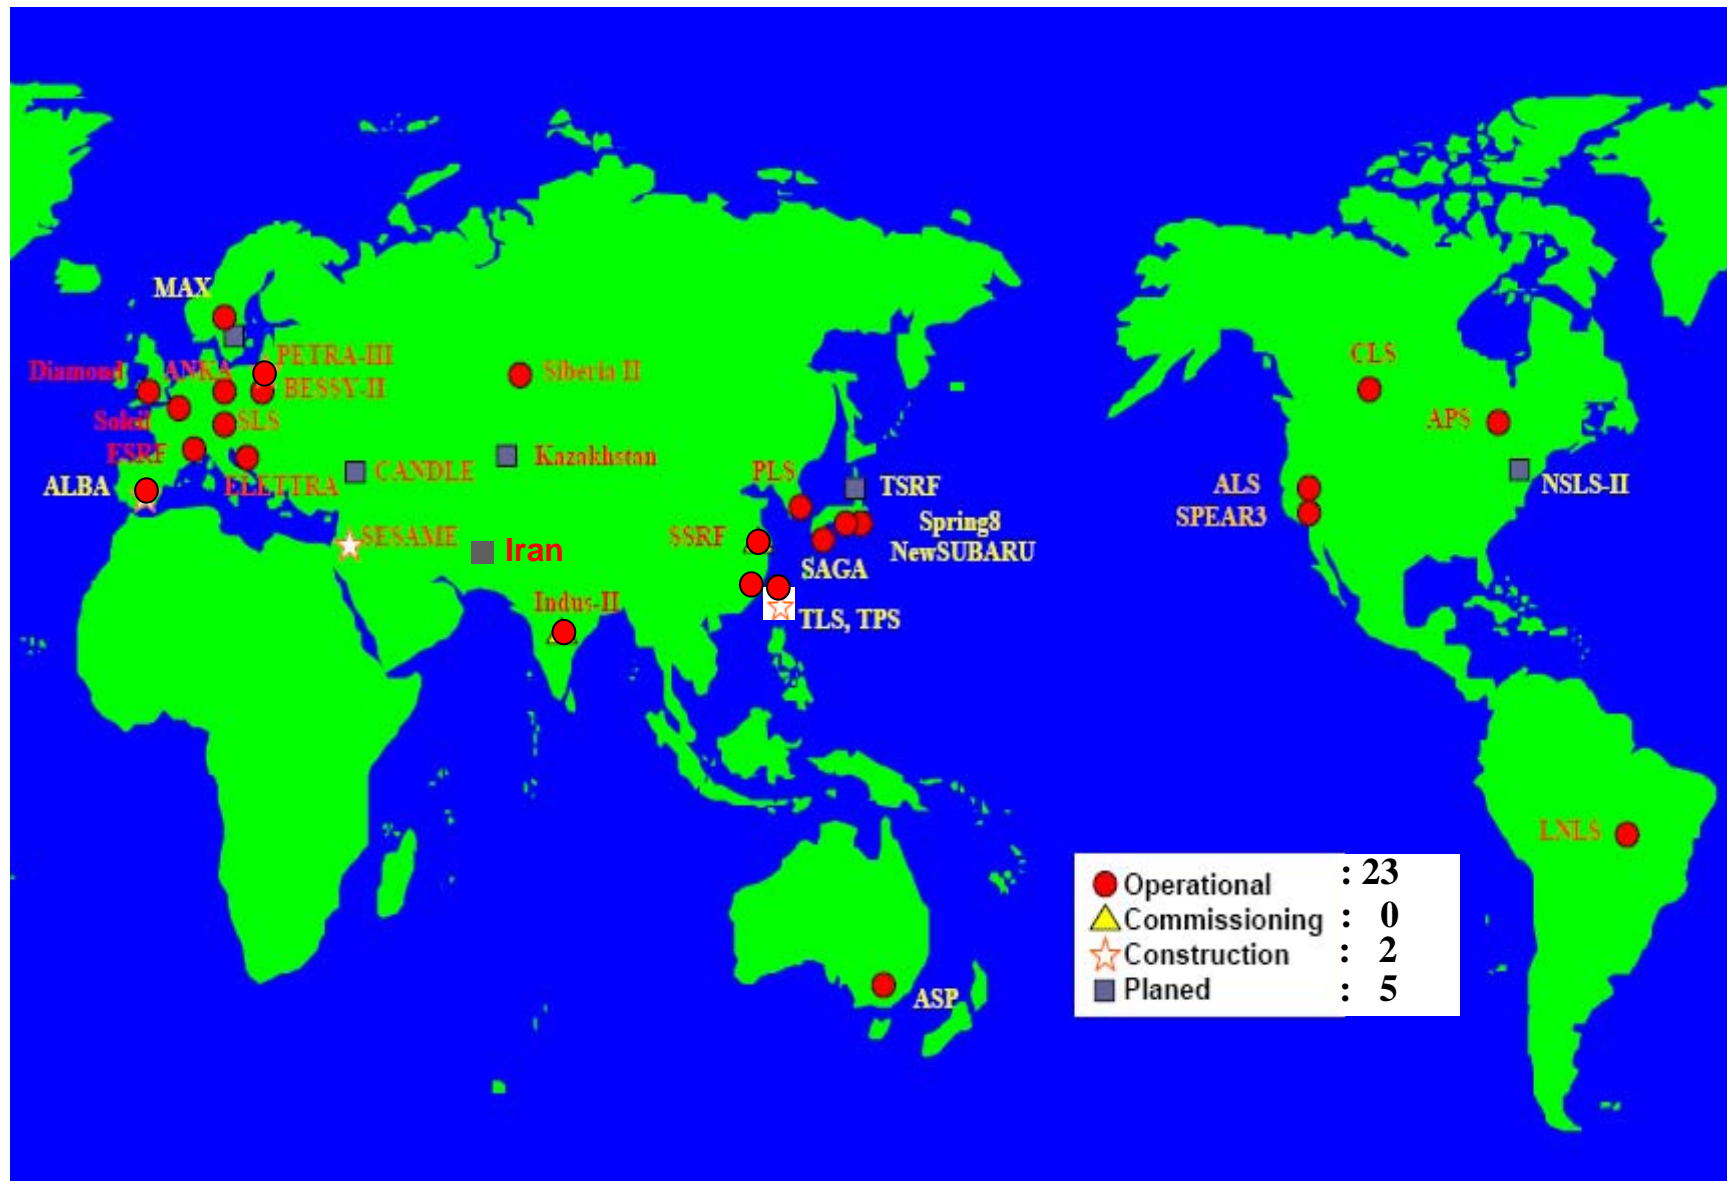 MAX
PETRA-III
Diamond
ANKA
BESSY-II
Siberia II
Soleil
SLS
ESRF
Kazakhstan
CANDLE
ALBA
ELETTRA
PLS
TSRF
SESAME
Iran
SSRF
Spring8
NewSUBARU
SAGA
Indus-II
TLS, TPS
CLS
APS
ALS
NSLS-II
SPEAR3
LNLS
ASP
Operational : 23
Commissioning : 0
Construction : 2
Planed : 5